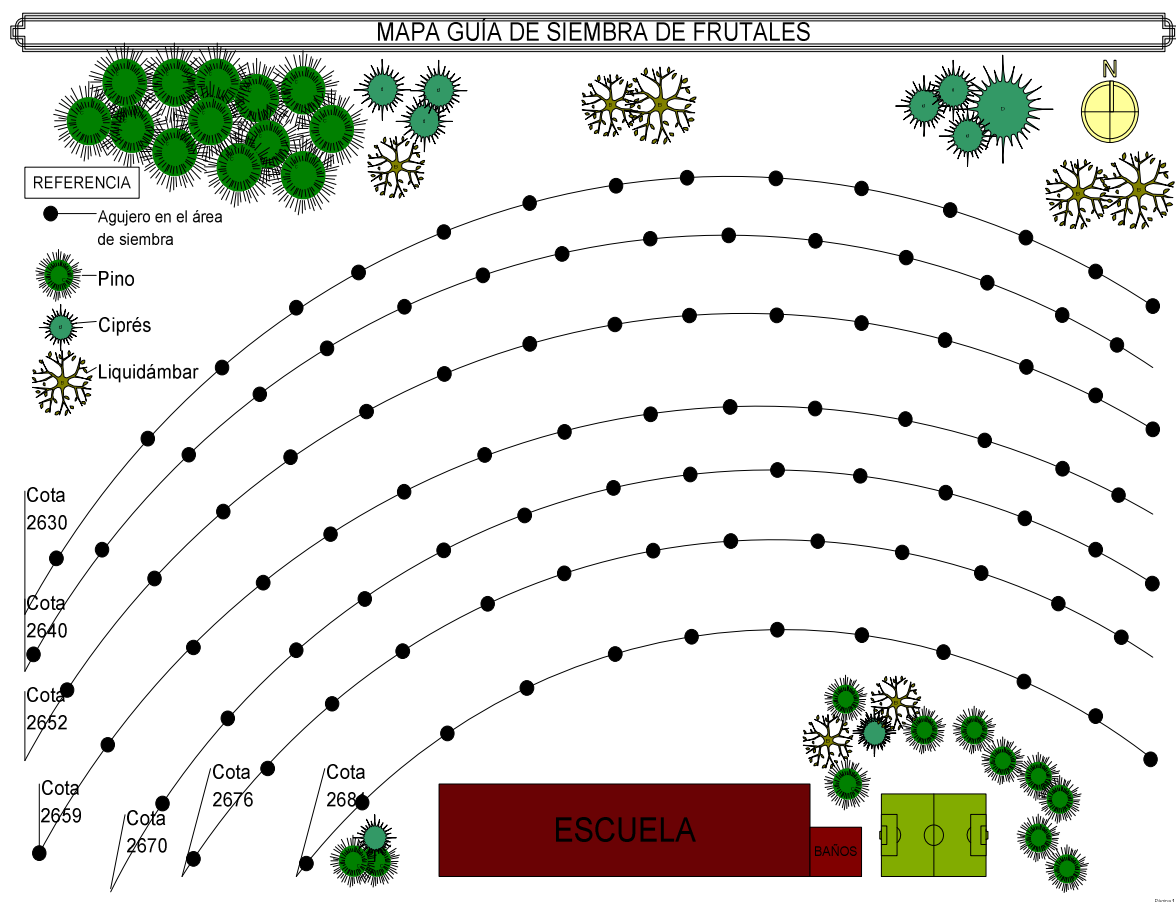 MAPA GUÍA DE SIEMBRA DE FRUTALES
N
REFERENCIA
Agujero en el área
de siembra
Pino
Ciprés
Liquidámbar
Cota
2630
Cota
2640
Cota
2652
Cota
2659
Cota
2670
Cota
2676
Cota
ESCUELA
BAÑOS